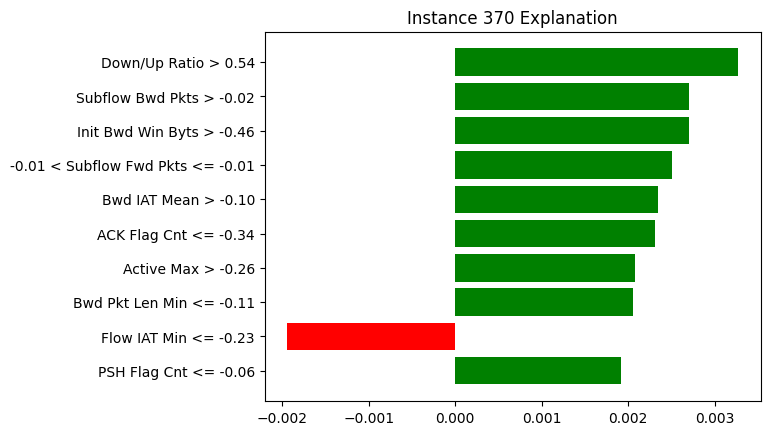 Instance 370 Explanation
Down/Up Ratio > 0.54
Subflow Bwd Pkts > -0.02
Init Bwd Win Byts > -0.46
-0.01 < Subflow Fwd Pkts <= -0.01
Bwd IAT Mean > -0.10
ACK Flag Cnt <= -0.34
Active Max > -0.26
Bwd Pkt Len Min <= -0.11
Flow IAT Min <= -0.23
PSH Flag Cnt <= -0.06
−0.002 −0.001 0.000 0.001 0.002 0.003